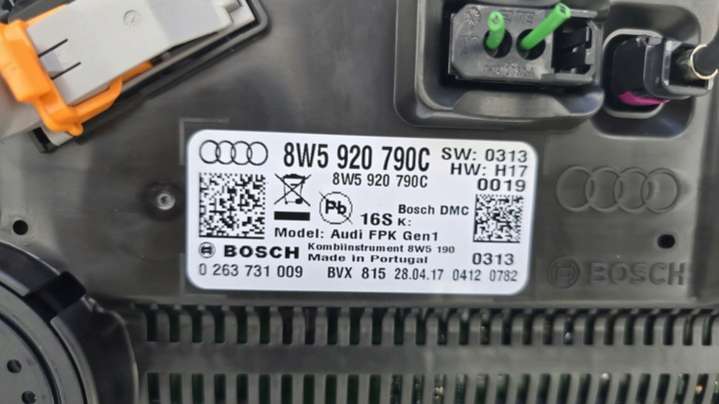 8W5 920 790C SW: 0313
8W5 920 790C HW: H17
0019
Pb 16S K: Bosch DMC
Model: Audi FPK Gen1
BOSCH Kombiinstrument 8W5 190 0313
Made in Portugal
0 263 731 009 BVX 815 28.04.17 0412 0782
BOSCH